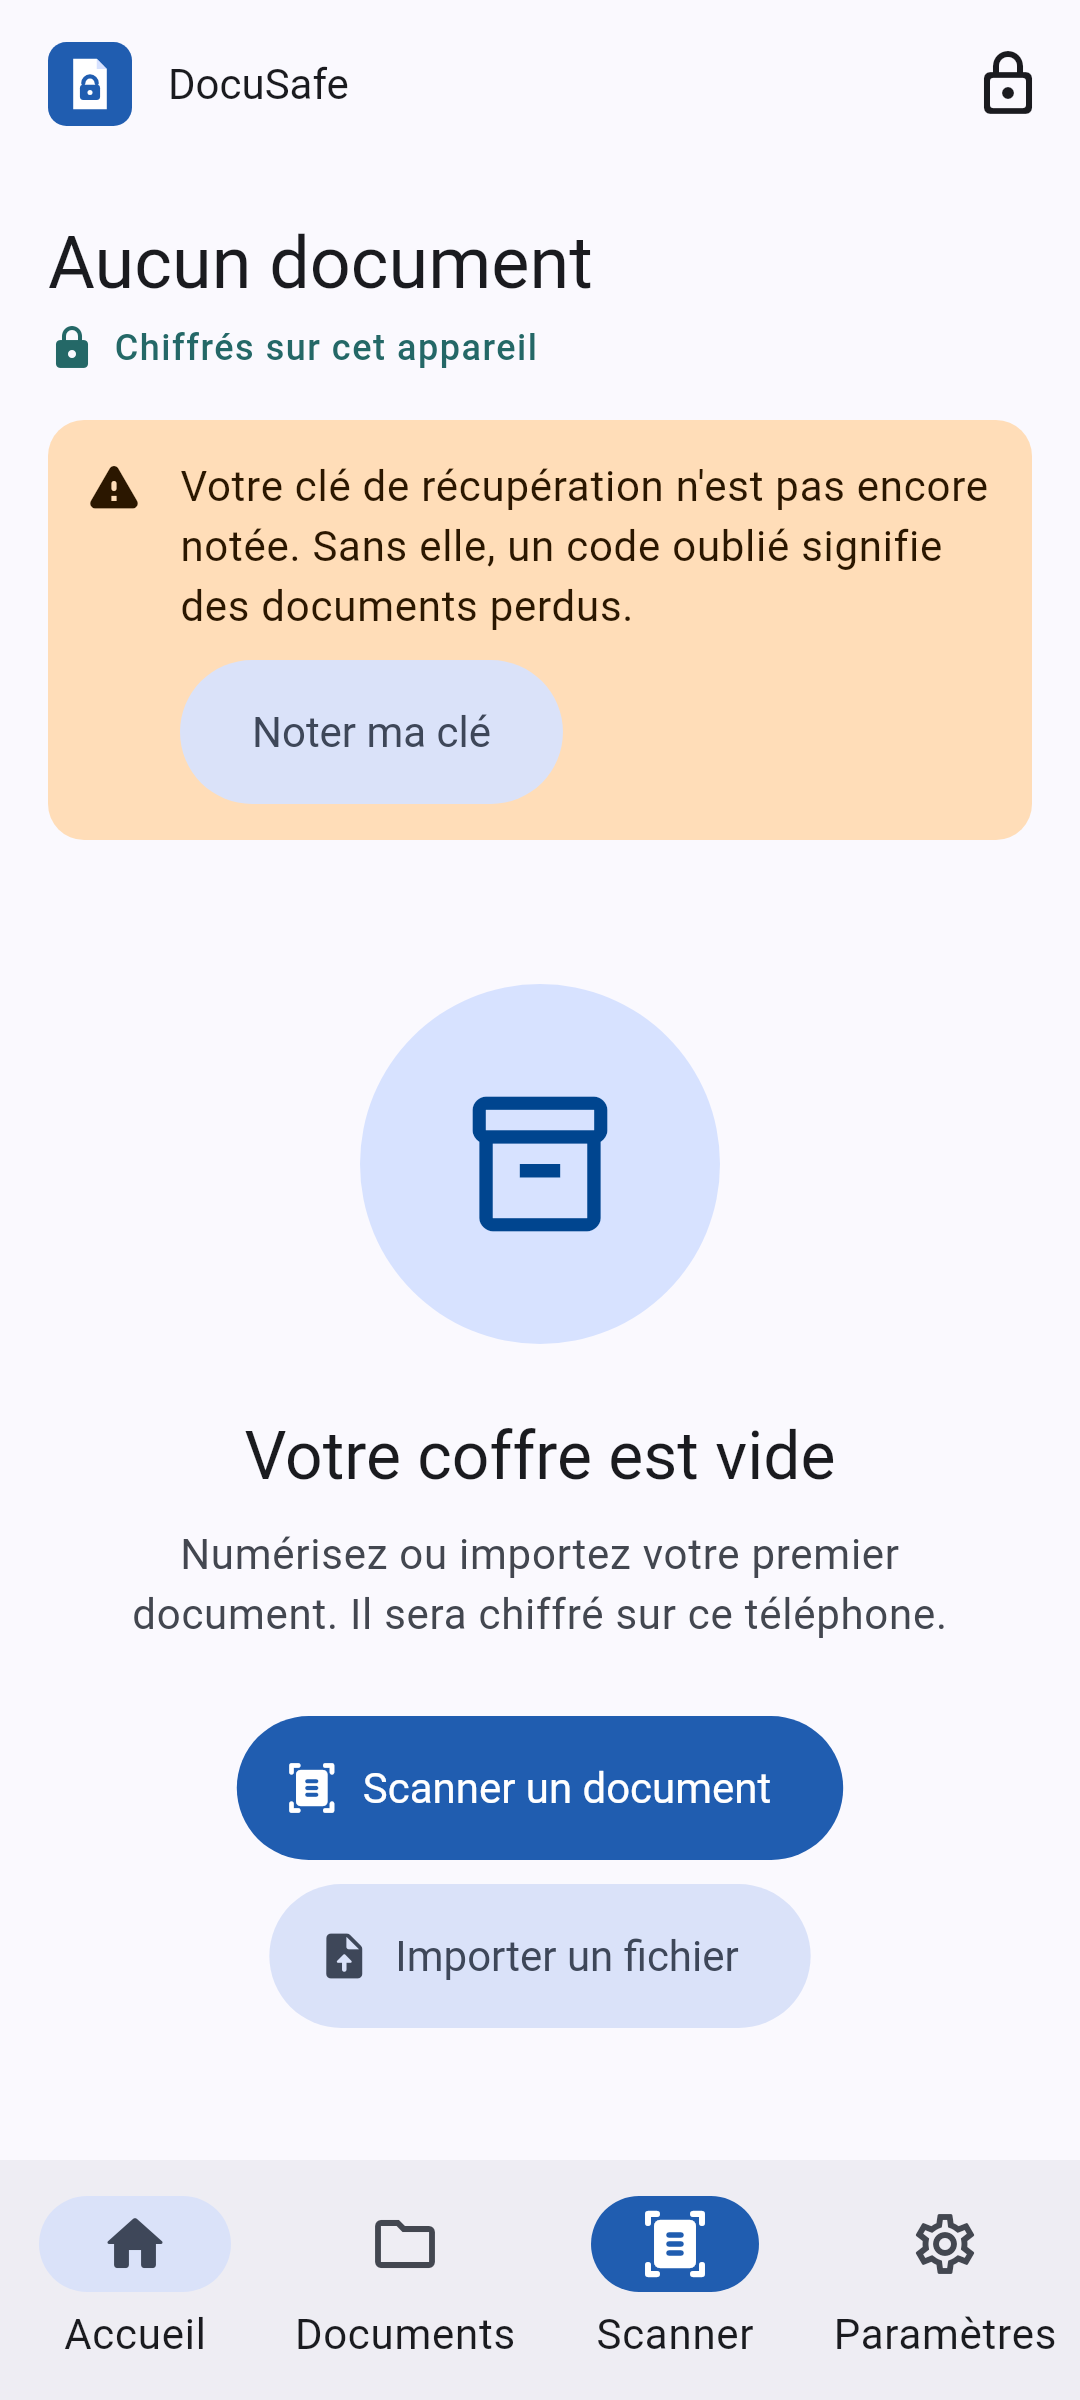 DocuSafe
Aucun document
Chiffrés sur cet appareil
Votre clé de récupération n'est pas encore
notée. Sans elle, un code oublié signifie
des documents perdus.
Noter ma clé
Votre coffre est vide
Numérisez ou importez votre premier
document. Il sera chiffré sur ce téléphone.
Scanner un document
Importer un fichier
Accueil
Documents
Scanner
Paramètres